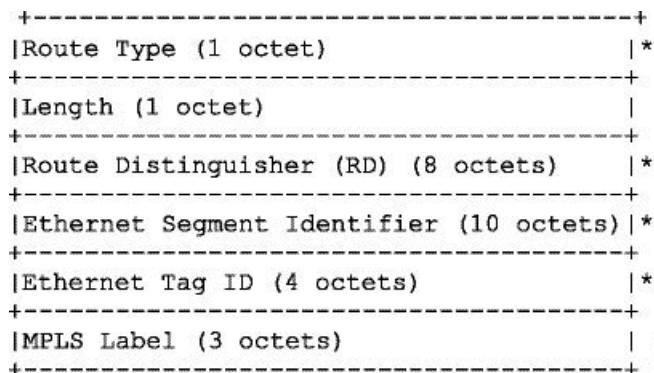 +---------------------------------------+
|Route Type (1 octet)                   |*
+---------------------------------------+
|Length (1 octet)                       |
+---------------------------------------+
|Route Distinguisher (RD) (8 octets)    |*
+---------------------------------------+
|Ethernet Segment Identifier (10 octets)|*
+---------------------------------------+
|Ethernet Tag ID (4 octets)             |*
+---------------------------------------+
|MPLS Label (3 octets)                  |
+---------------------------------------+